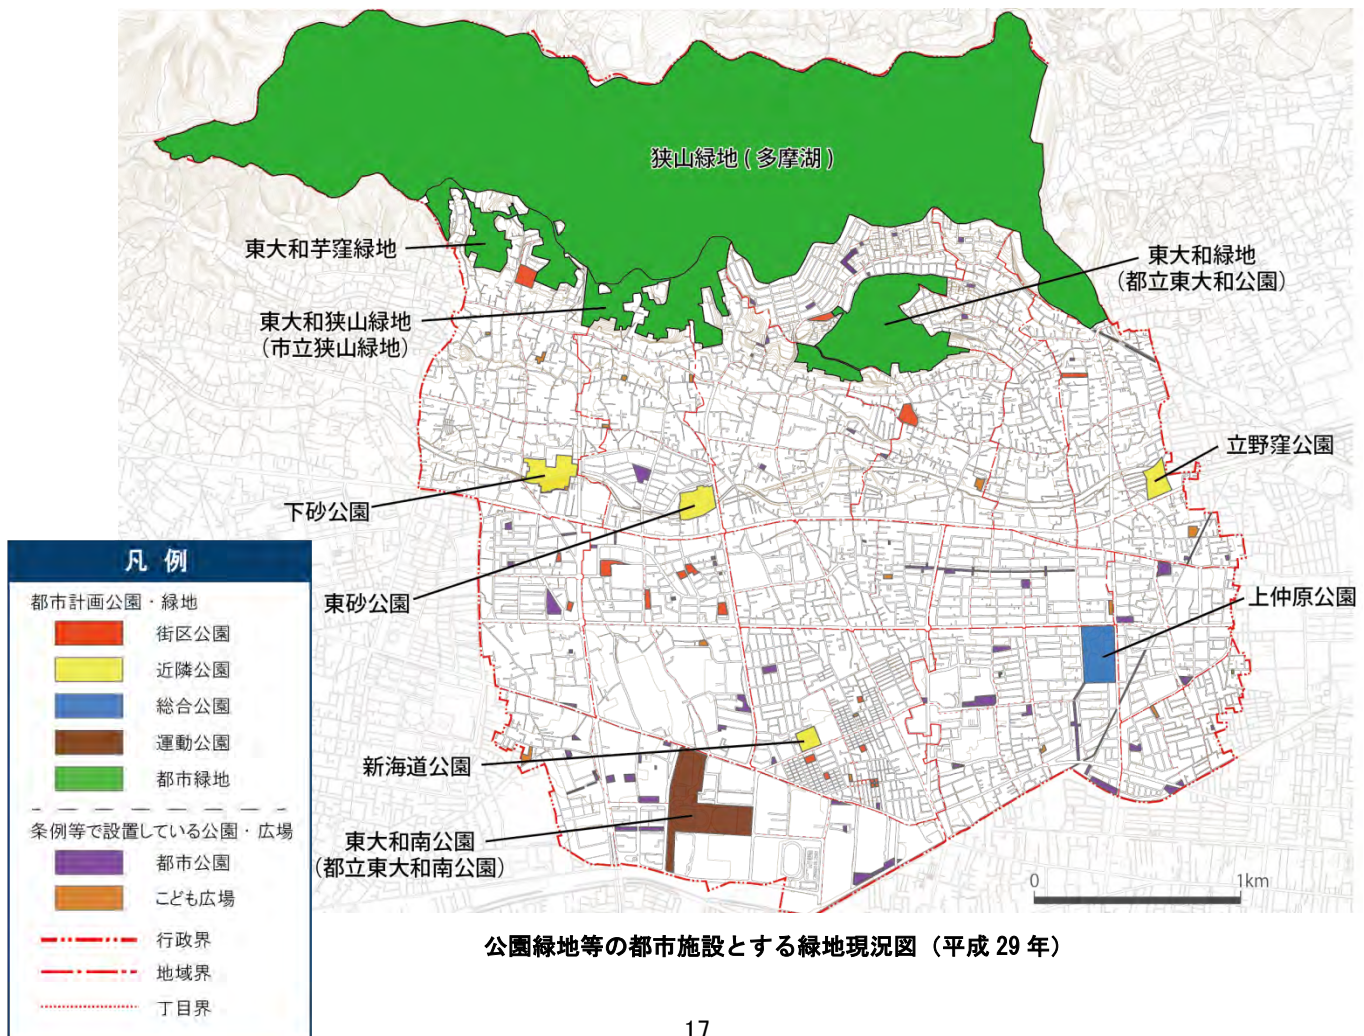 狭山緑地(多摩湖)
東大和芋窪緑地
東大和狭山緑地
(市立狭山緑地)
東大和緑地
(都立東大和公園)
立野窪公園
下砂公園
東砂公園
上仲原公園
新海道公園
東大和南公園
(都立東大和南公園)
凡 例
都市計画公園・緑地
街区公園
近隣公園
総合公園
運動公園
都市緑地
条例等で設置している公園・広場
都市公園
こども広場
行政界
地域界
丁目界
0 1km
公園緑地等の都市施設とする緑地現況図(平成 29 年)
17